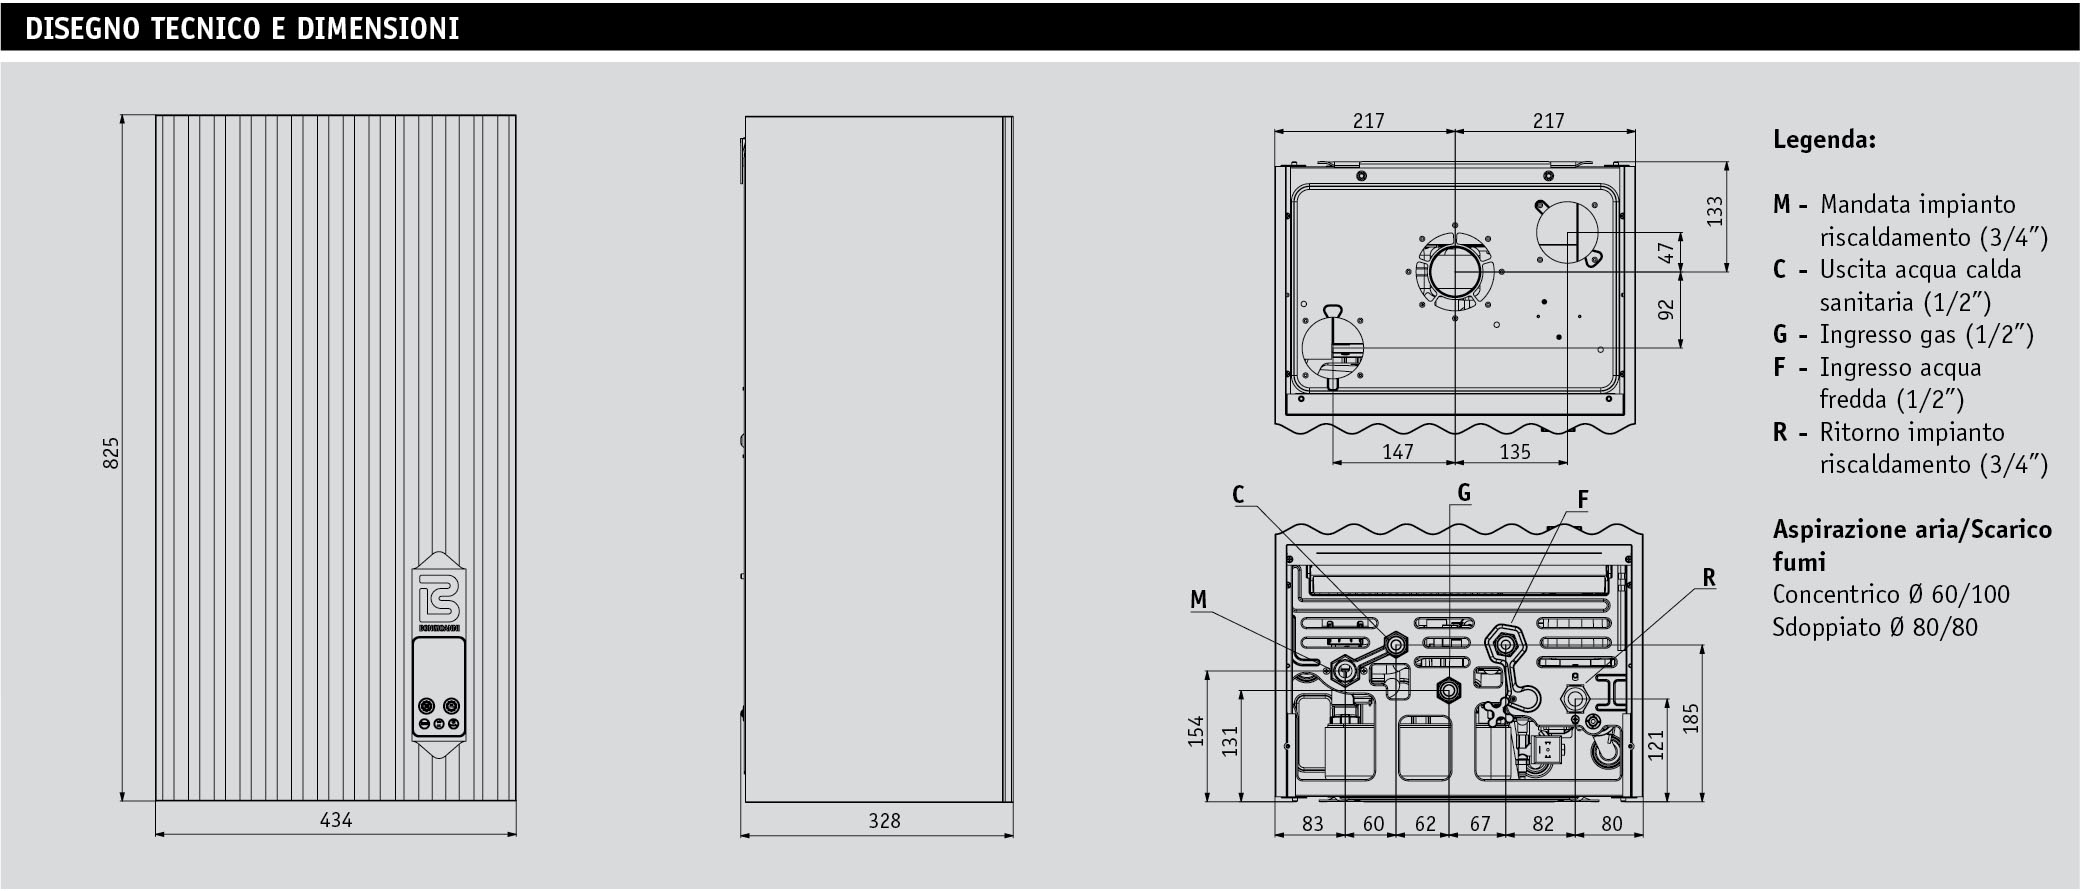 DISEGNO TECNICO E DIMENSIONI
825
434
BONGIOANNI
328
217
217
133
47
92
147
135
C
G
F
M
R
154
131
121
185
83
60
62
67
82
80
Legenda:
M - Mandata impianto
riscaldamento (3/4”)
C - Uscita acqua calda
sanitaria (1/2”)
G - Ingresso gas (1/2”)
F - Ingresso acqua
fredda (1/2”)
R - Ritorno impianto
riscaldamento (3/4”)
Aspirazione aria/Scarico
fumi
Concentrico Ø 60/100
Sdoppiato Ø 80/80